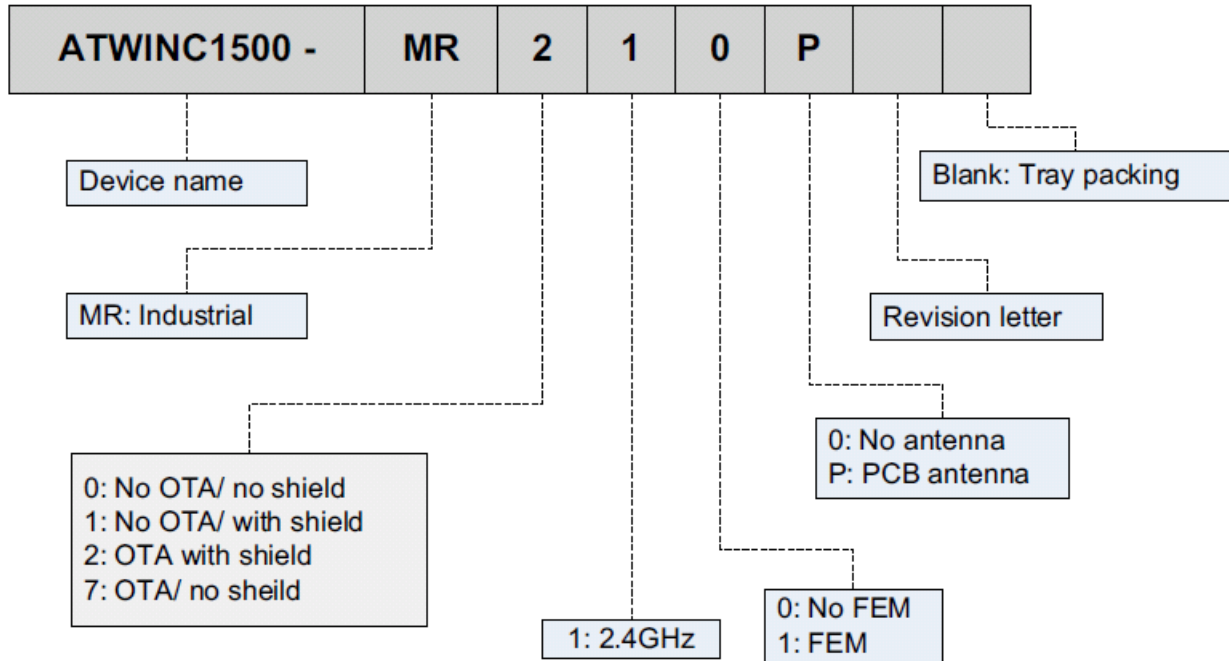 ATWINC1500 - MR 2 1 0 P
Device name
Blank: Tray packing
MR: Industrial
Revision letter
0: No OTA/ no shield
1: No OTA/ with shield
2: OTA with shield
7: OTA/ no sheild
0: No antenna
P: PCB antenna
1: 2.4GHz
0: No FEM
1: FEM